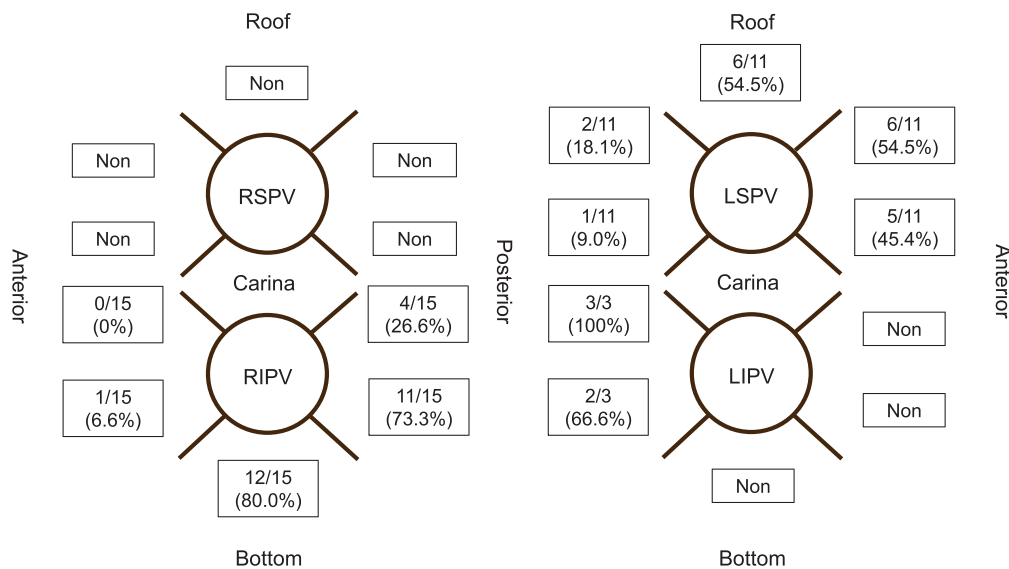 Roof
Non
Non
Non
RSPV
Non
Non
Carina
0/15
(0%)
4/15
(26.6%)
RIPV
1/15
(6.6%)
11/15
(73.3%)
12/15
(80.0%)
Bottom
Anterior
Posterior
Roof
6/11
(54.5%)
2/11
(18.1%)
6/11
(54.5%)
LSPV
1/11
(9.0%)
5/11
(45.4%)
Carina
3/3
(100%)
Non
LIPV
2/3
(66.6%)
Non
Non
Bottom
Anterior